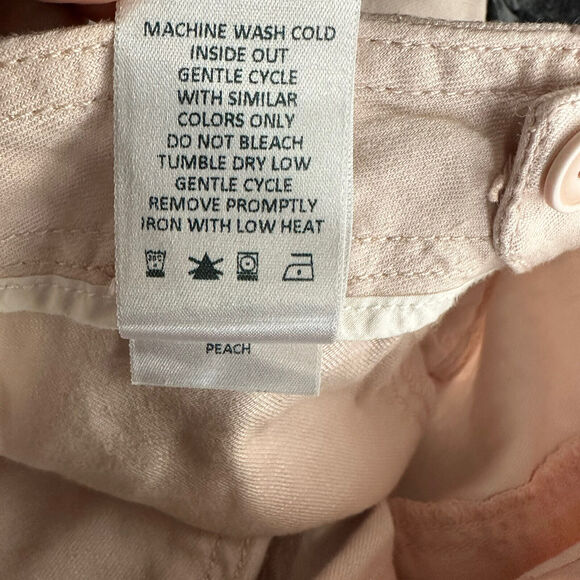 MACHINE WASH COLD
INSIDE OUT
GENTLE CYCLE
WITH SIMILAR
COLORS ONLY
DO NOT BLEACH
TUMBLE DRY LOW
GENTLE CYCLE
REMOVE PROMPTLY
IRON WITH LOW HEAT
PEACH